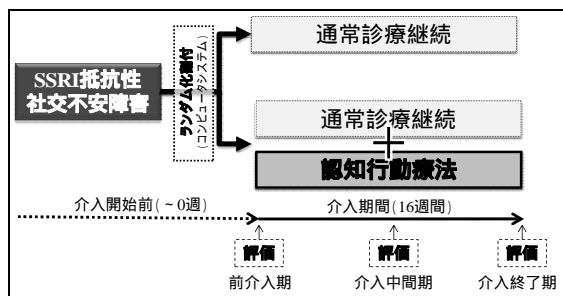 通常診療継続
SSRI抵抗性
社交不安障害
ランダム化割付
(コンピュータシステム)
通常診療継続
+
認知行動療法
介入開始前(~0週)
介入期間(16週間)
評価
評価
評価
前介入期
介入中間期
介入終了期